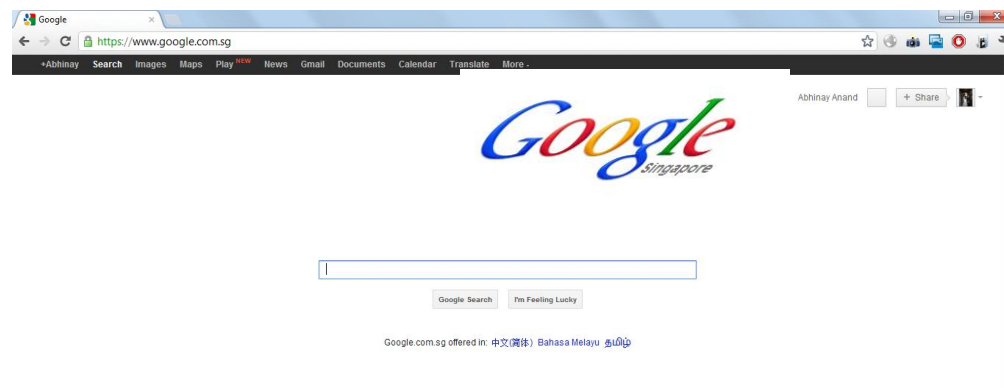 Google
https://www.google.com.sg
+Abhinay Search Images Maps Play NEW News Gmail Documents Calendar Translate More
Abhinay Anand + Share
Google
Singapore
Google Search I'm Feeling Lucky
Google.com.sg offered in: 中文(简体) Bahasa Melayu தமிழ்